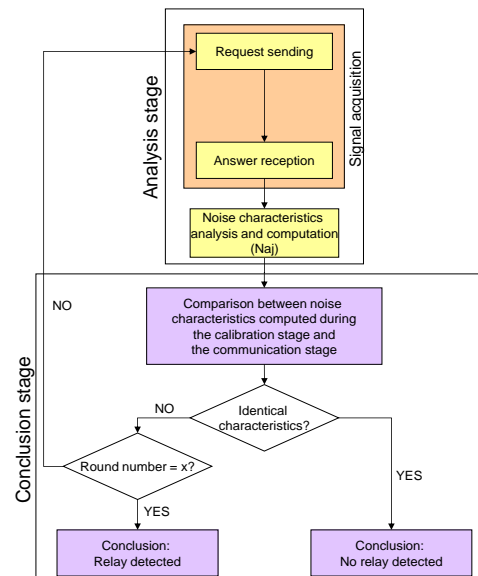 Request sending
Signal acquisition
Analysis stage
Answer reception
Noise characteristics
analysis and computation
(Naj)
NO
Comparison between noise
characteristics computed during
the calibration stage and
the communication stage
Conclusion stage
NO
Identical
characteristics?
Round number = x?
YES
YES
Conclusion:
Relay detected
Conclusion:
No relay detected